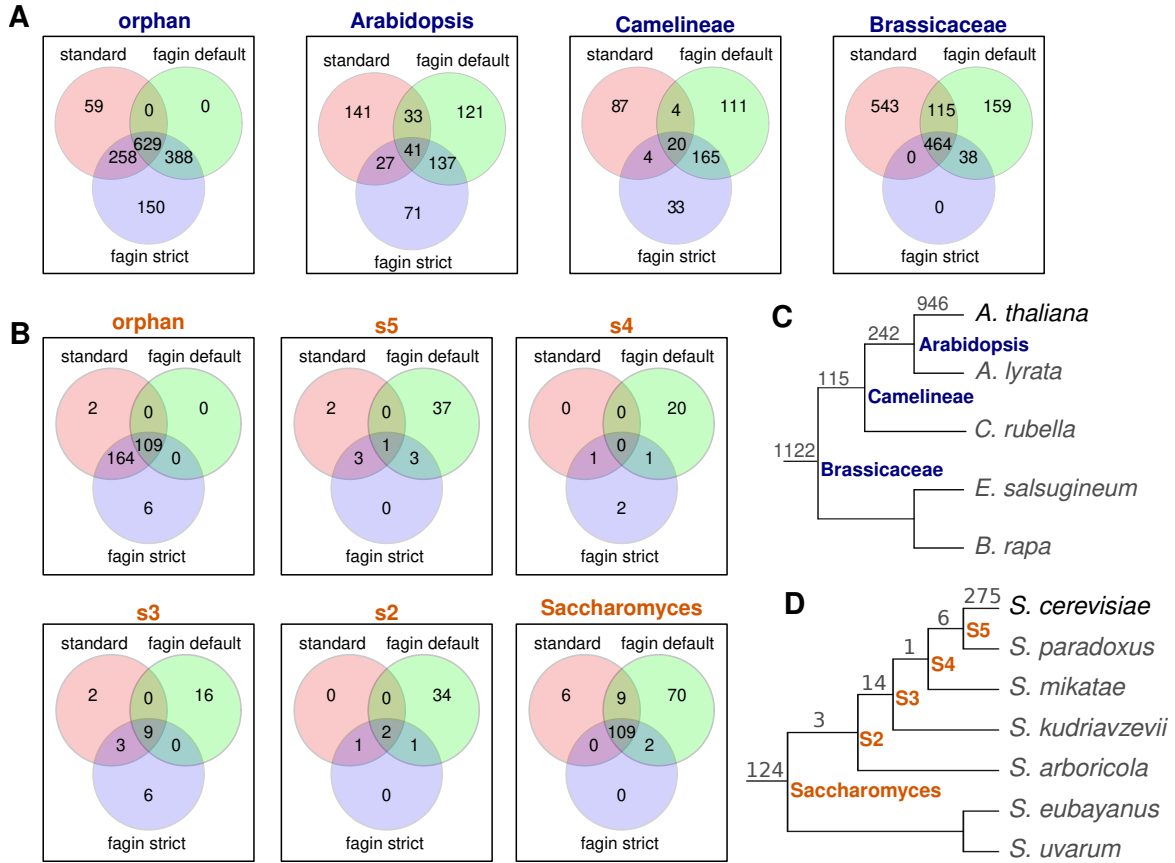 A
orphan
standard fagin default
59 0 0
629
258 388
150
fagin strict
Arabidopsis
standard fagin default
141 33 121
41
27 137
71
fagin strict
Camelineae
standard fagin default
87 4 111
20
4 165
33
fagin strict
Brassicaceae
standard fagin default
543 115 159
464
0 38
0
fagin strict
B
orphan
standard fagin default
2 0 0
109
164 0
6
fagin strict
s5
standard fagin default
2 0 37
1
3 3
0
fagin strict
s4
standard fagin default
0 0 20
0
1 1
2
fagin strict
s3
standard fagin default
2 0 16
9
3 0
6
fagin strict
s2
standard fagin default
0 0 34
2
1 1
0
fagin strict
Saccharomyces
standard fagin default
6 9 70
109
0 2
0
fagin strict
C
946
A. thaliana
242
Arabidopsis
A. lyrata
115
Camelineae
C. rubella
1122
Brassicaceae
E. salsugineum
B. rapa
D
275
S. cerevisiae
6
S5
S. paradoxus
1
S4
S. mikatae
14
S3
S. kudriavzevii
3
S2
S. arboricola
124
Saccharomyces
S. eubayanus
S. uvarum